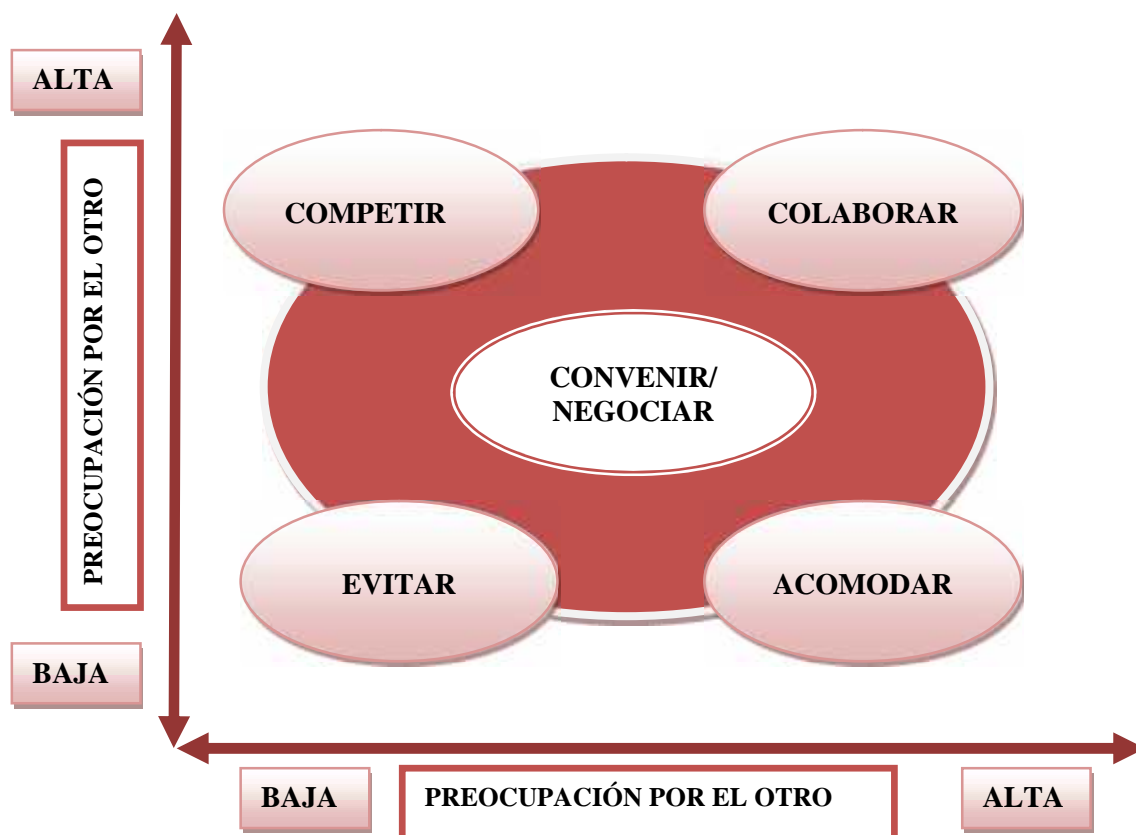 ALTA
PREOCUPACIÓN POR EL OTRO
COMPETIR
COLABORAR
CONVENIR/
NEGOCIAR
EVITAR
ACOMODAR
BAJA
BAJA
PREOCUPACIÓN POR EL OTRO
ALTA